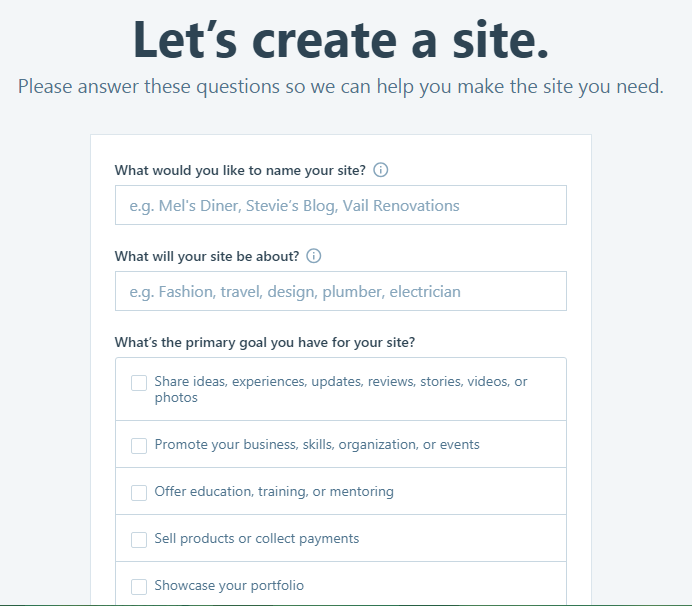 Let’s create a site.
Please answer these questions so we can help you make the site you need.
What would you like to name your site?
e.g. Mel's Diner, Stevie’s Blog, Vail Renovations
What will your site be about?
e.g. Fashion, travel, design, plumber, electrician
What’s the primary goal you have for your site?
Share ideas, experiences, updates, reviews, stories, videos, or
photos
Promote your business, skills, organization, or events
Offer education, training, or mentoring
Sell products or collect payments
Showcase your portfolio